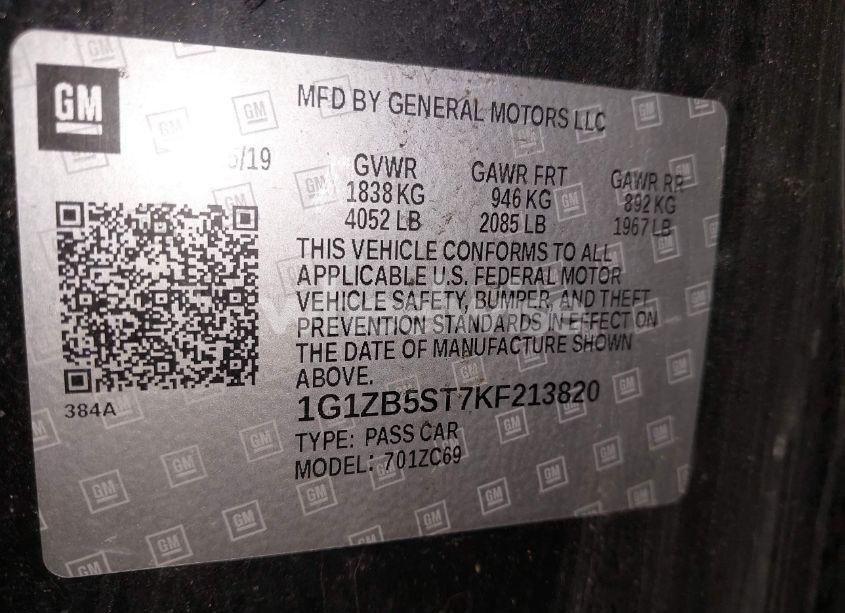 GM
MFD BY GENERAL MOTORS LLC
/19
GVWR GAWR FRT GAWR RR
1838 KG 946 KG 892 KG
4052 LB 2085 LB 1967 LB
THIS VEHICLE CONFORMS TO ALL
APPLICABLE U.S. FEDERAL MOTOR
VEHICLE SAFETY, BUMPER, AND THEFT
PREVENTION STANDARDS IN EFFECT ON
THE DATE OF MANUFACTURE SHOWN
ABOVE.
1G1ZB5ST7KF213820
384A
TYPE: PASS CAR
MODEL: 701ZC69